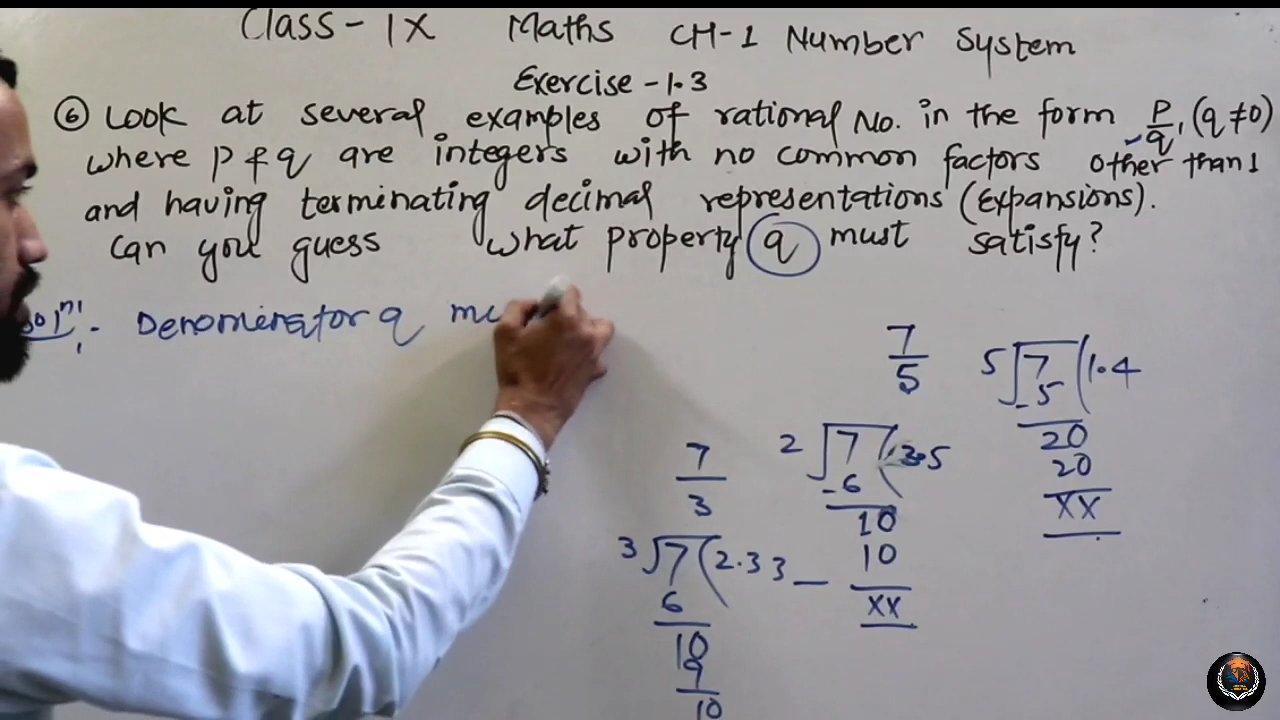 Class - IX Maths CH-1 Number System
Exercise - 1.3
⑥ Look at several examples of rational No. in the form P/q, (q ≠ 0)
where p & q are integers with no common factors other than 1
and having terminating decimal representations (Expansions).
Can you guess what property q must satisfy?
Solⁿ:- Denominator q
7/5
5 7 1.4
-5
20
20
XX
2 7 3.5
-6
10
10
XX
7/3
3 7 2.33 —
6
10
9
10